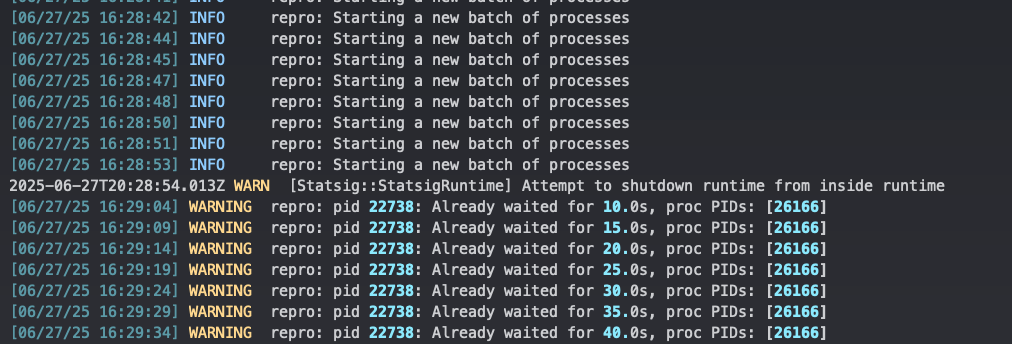 [06/27/25 16:28:42] INFO repro: Starting a new batch of processes
[06/27/25 16:28:44] INFO repro: Starting a new batch of processes
[06/27/25 16:28:45] INFO repro: Starting a new batch of processes
[06/27/25 16:28:47] INFO repro: Starting a new batch of processes
[06/27/25 16:28:48] INFO repro: Starting a new batch of processes
[06/27/25 16:28:50] INFO repro: Starting a new batch of processes
[06/27/25 16:28:51] INFO repro: Starting a new batch of processes
[06/27/25 16:28:53] INFO repro: Starting a new batch of processes
2025-06-27T20:28:54.013Z WARN [Statsig::StatsigRuntime] Attempt to shutdown runtime from inside runtime
[06/27/25 16:29:04] WARNING repro: pid 22738: Already waited for 10.0s, proc PIDs: [26166]
[06/27/25 16:29:09] WARNING repro: pid 22738: Already waited for 15.0s, proc PIDs: [26166]
[06/27/25 16:29:14] WARNING repro: pid 22738: Already waited for 20.0s, proc PIDs: [26166]
[06/27/25 16:29:19] WARNING repro: pid 22738: Already waited for 25.0s, proc PIDs: [26166]
[06/27/25 16:29:24] WARNING repro: pid 22738: Already waited for 30.0s, proc PIDs: [26166]
[06/27/25 16:29:29] WARNING repro: pid 22738: Already waited for 35.0s, proc PIDs: [26166]
[06/27/25 16:29:34] WARNING repro: pid 22738: Already waited for 40.0s, proc PIDs: [26166]